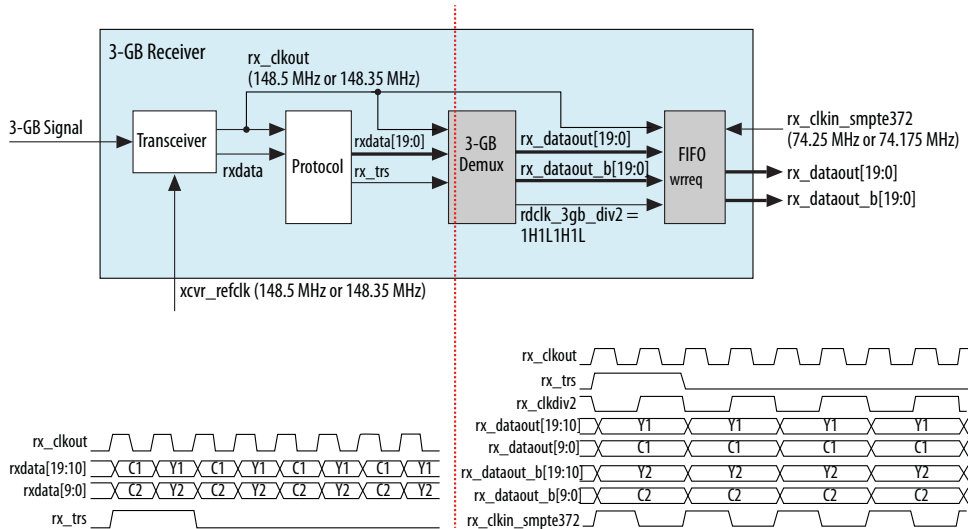 3-GB Receiver
rx_clkout
(148.5 MHz or 148.35 MHz)
3-GB Signal
Transceiver
rxdata
Protocol
rxdata[19:0]
rx_trs
3-GB
Demux
rx_dataout[19:0]
rx_dataout_b[19:0]
rdclk_3gb_div2 =
1H1L1H1L
FIFO
wrreq
rx_clkin_smpte372
(74.25 MHz or 74.175 MHz)
rx_dataout[19:0]
rx_dataout_b[19:0]
xcvr_refclk (148.5 MHz or 148.35 MHz)
rx_clkout
rxdata[19:10] C1 Y1 C1 Y1 C1 Y1 C1 Y1
rxdata[9:0] C2 Y2 C2 Y2 C2 Y2 C2 Y2
rx_trs
rx_clkout
rx_trs
rx_clkdiv2
rx_dataout[19:10] Y1 Y1 Y1 Y1
rx_dataout[9:0] C1 C1 C1 C1
rx_dataout_b[19:10] Y2 Y2 Y2 Y2
rx_dataout_b[9:0] C2 C2 C2 C2
rx_clkin_smpte372